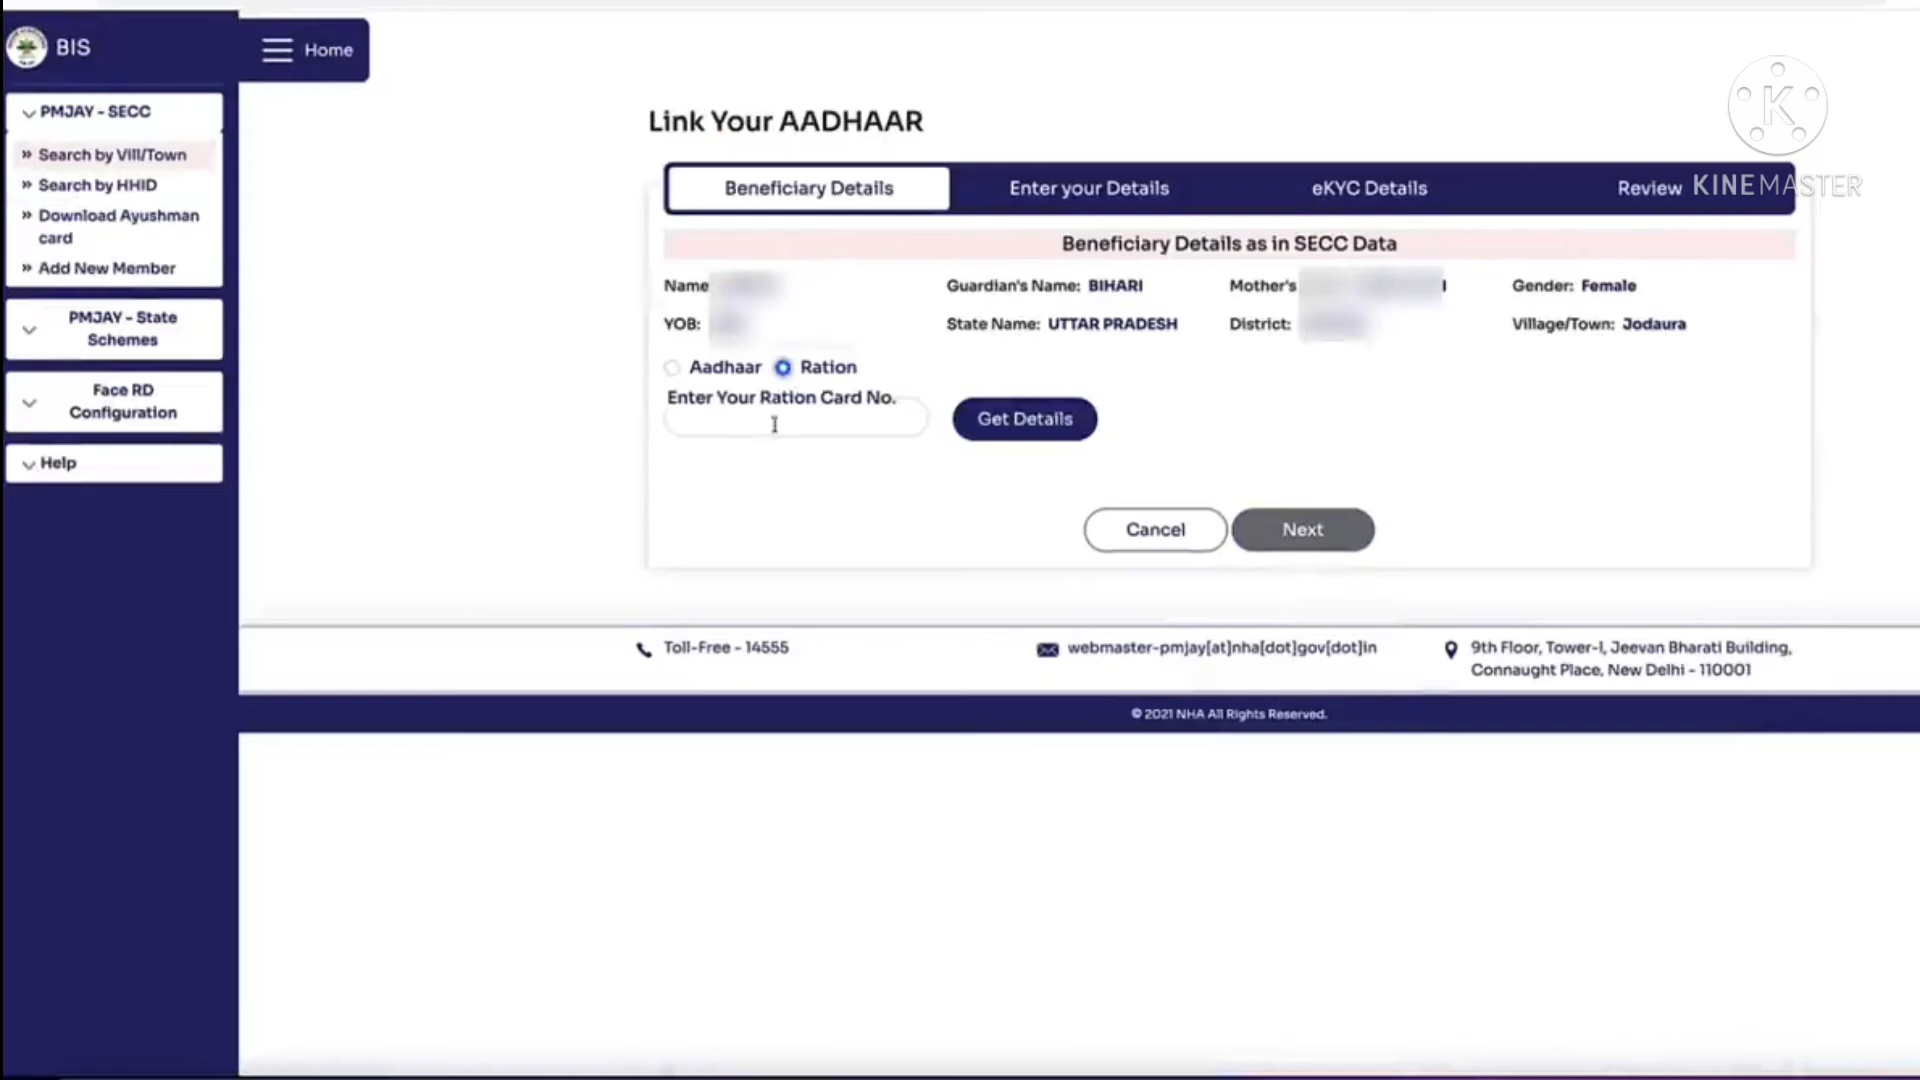 BIS
Home
PMJAY - SECC
» Search by Vill/Town
» Search by HHID
» Download Ayushman
card
» Add New Member
PMJAY - State
Schemes
Face RD
Configuration
Help
Link Your AADHAAR
Beneficiary Details Enter your Details eKYC Details Review
KINEMASTER
Beneficiary Details as in SECC Data
Name Guardian's Name: BIHARI Mother's Gender: Female
YOB: State Name: UTTAR PRADESH District: Village/Town: Jodaura
Aadhaar Ration
Enter Your Ration Card No.
Get Details
Cancel Next
Toll-Free - 14555 webmaster-pmjay[at]nha[dot]gov[dot]in 9th Floor, Tower-l, Jeevan Bharati Building,
Connaught Place, New Delhi - 110001
© 2021 NHA All Rights Reserved.